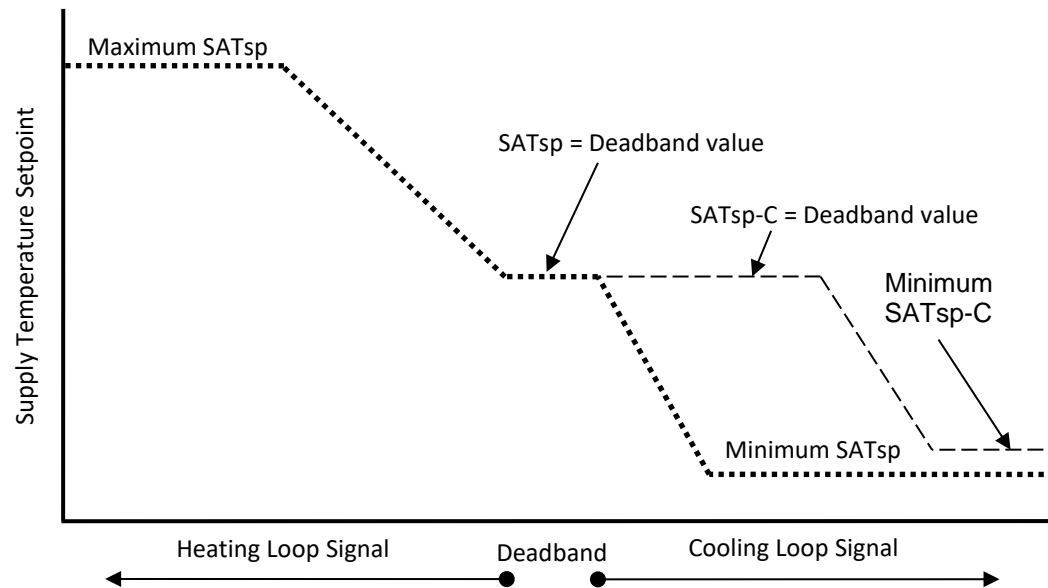 Maximum SATsp
SATsp = Deadband value
SATsp-C = Deadband value
Minimum
SATsp-C
Minimum SATsp
Supply Temperature Setpoint
Heating Loop Signal
Deadband
Cooling Loop Signal